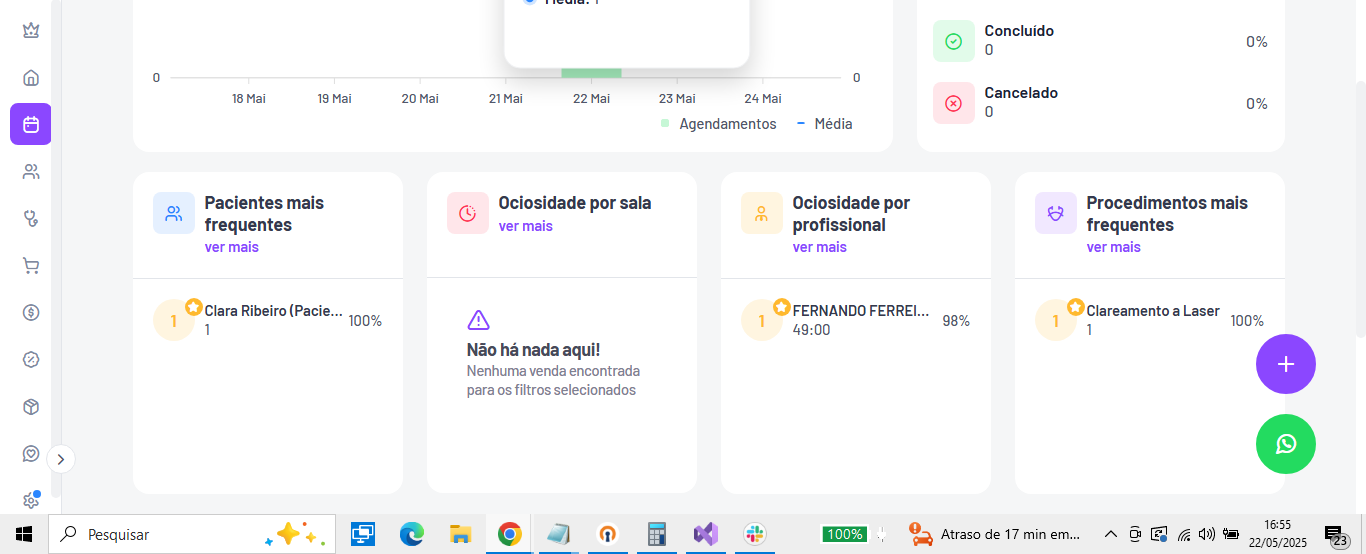 Média: 1
0
0
18 Mai 19 Mai 20 Mai 21 Mai 22 Mai 23 Mai 24 Mai
Agendamentos Média
Concluído
0
0%
Cancelado
0
0%
Pacientes mais
frequentes
ver mais
1
Clara Ribeiro (Pacie...
1
100%
Ociosidade por sala
ver mais
Não há nada aqui!
Nenhuma venda encontrada
para os filtros selecionados
Ociosidade por
profissional
ver mais
1
FERNANDO FERREI...
49:00
98%
Procedimentos mais
frequentes
ver mais
1
Clareamento a Laser
1
100%
Pesquisar
100%
Atraso de 17 min em...
16:55
22/05/2025
23